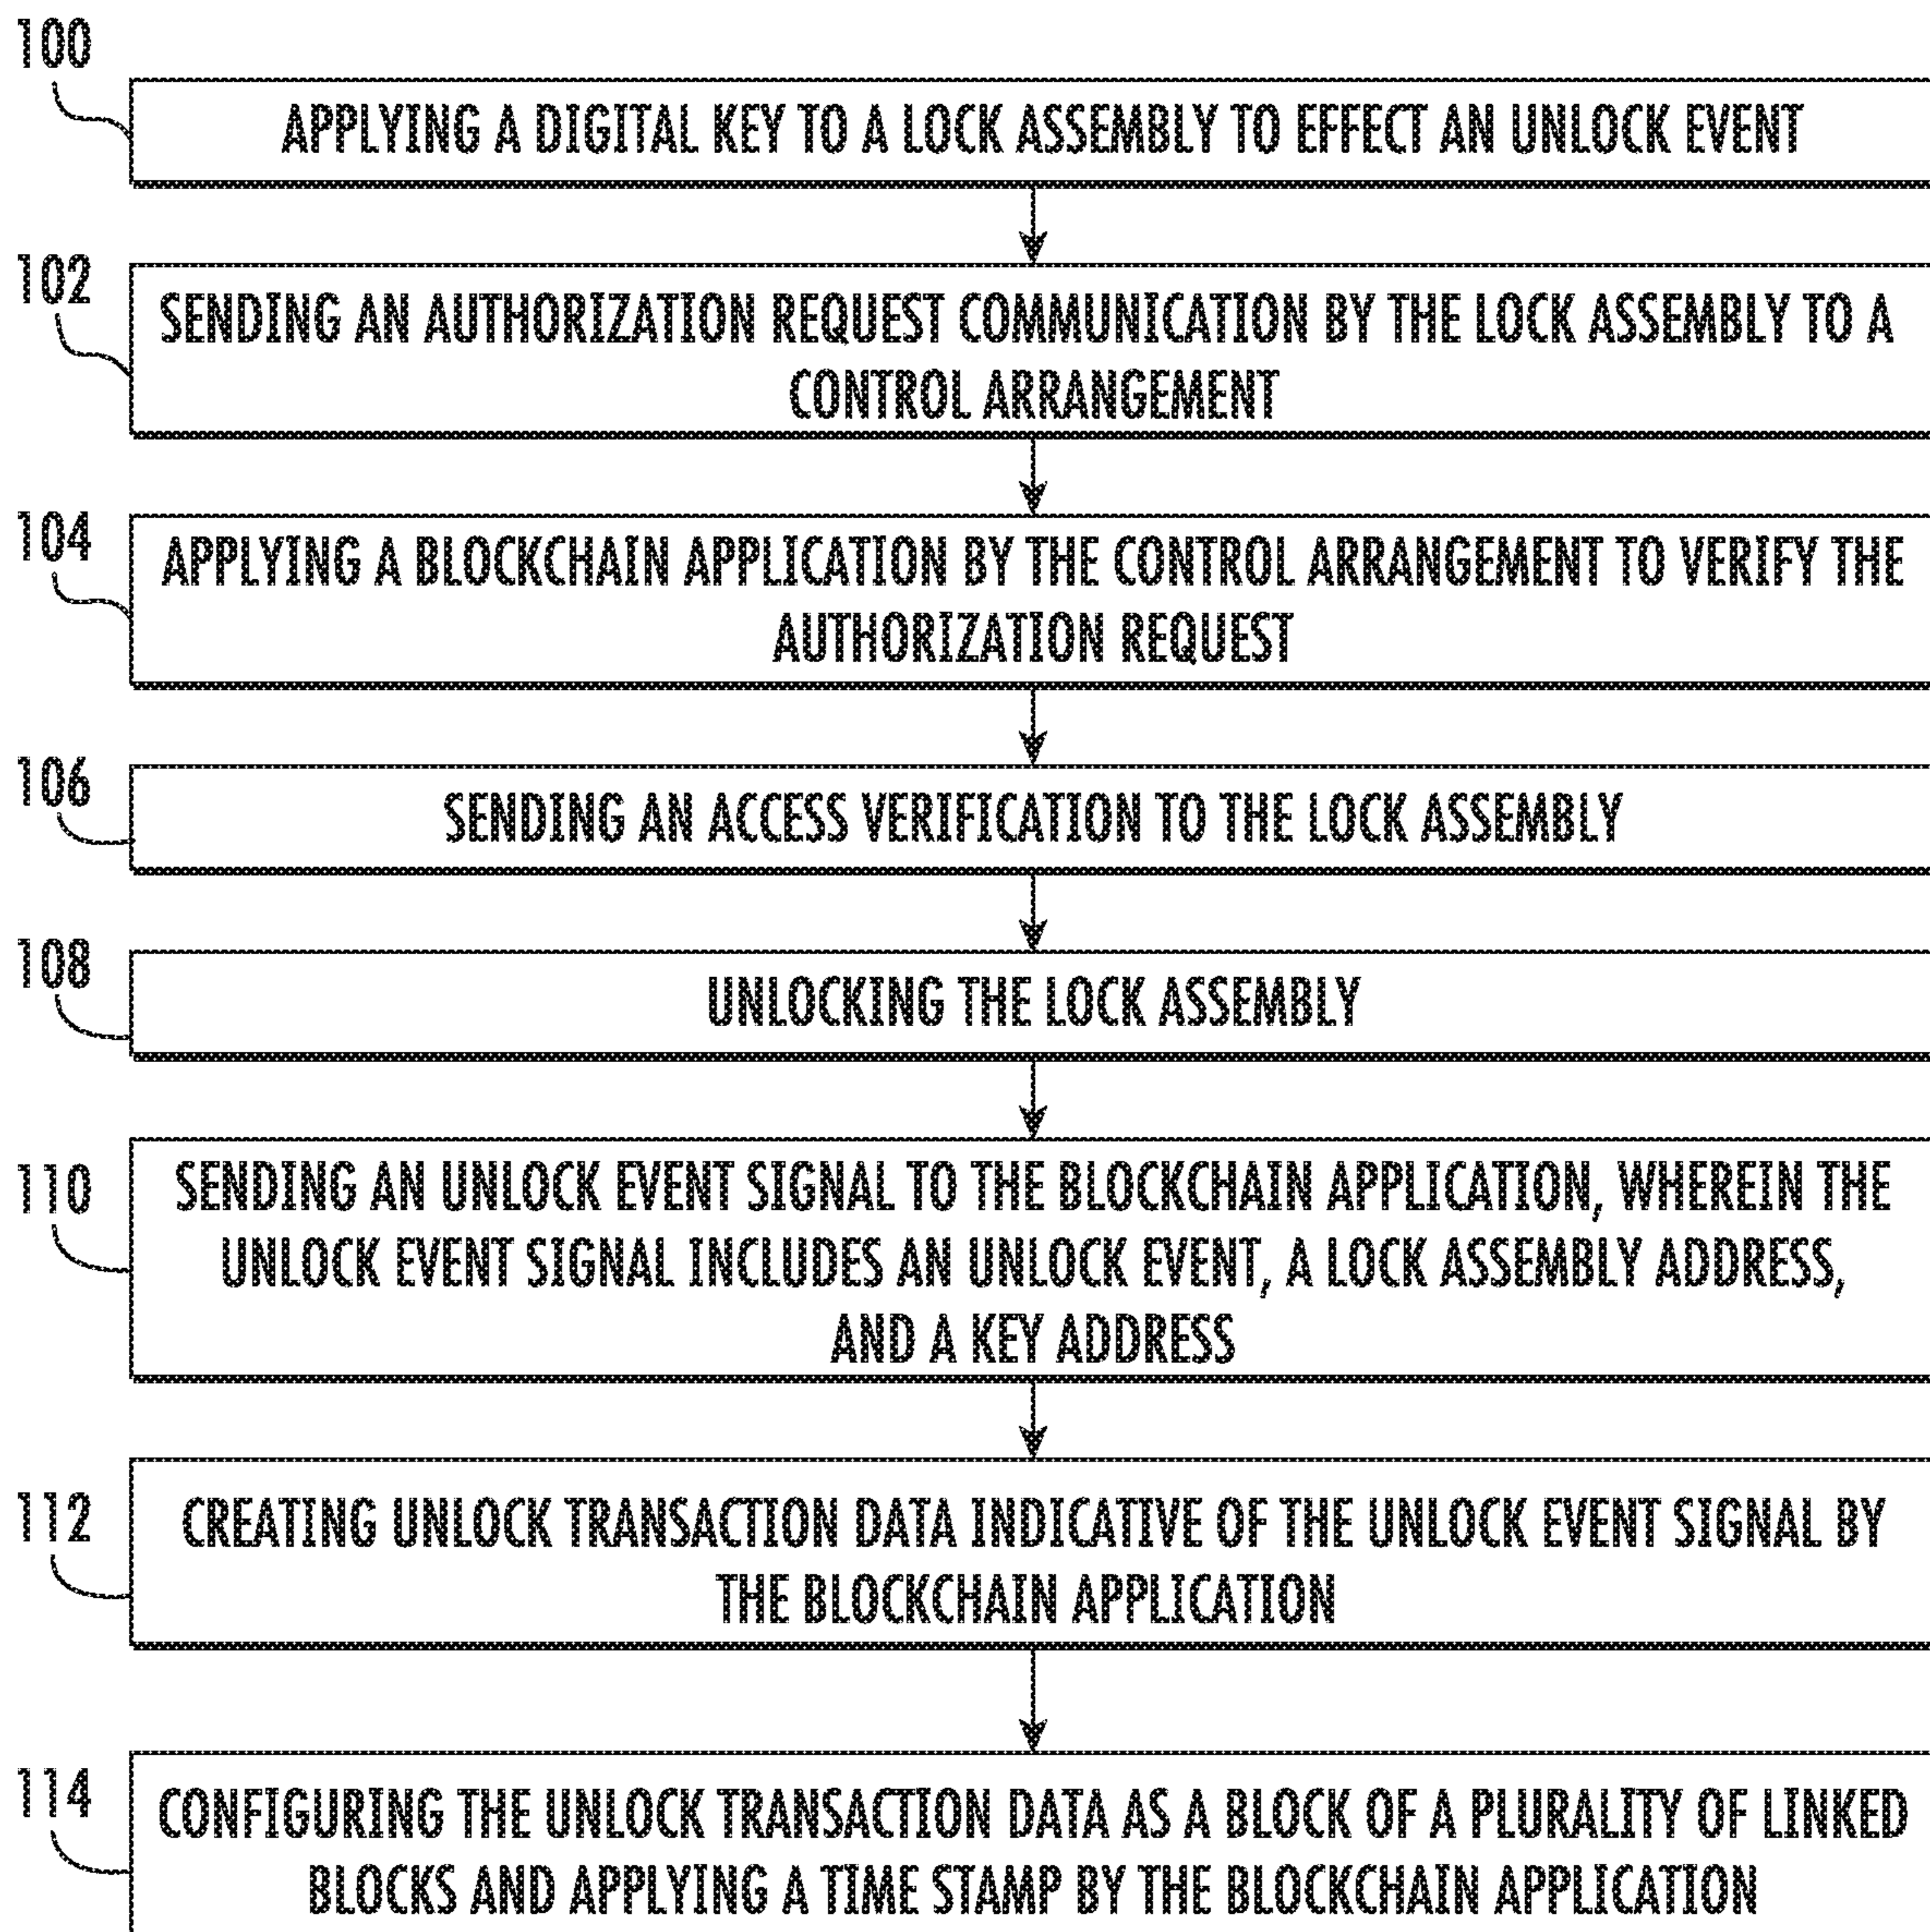 100
APPLYING A DIGITAL KEY TO A LOCK ASSEMBLY TO EFFECT AN UNLOCK EVENT
102
SENDING AN AUTHORIZATION REQUEST COMMUNICATION BY THE LOCK ASSEMBLY TO A
CONTROL ARRANGEMENT
104
APPLYING A BLOCKCHAIN APPLICATION BY THE CONTROL ARRANGEMENT TO VERIFY THE
AUTHORIZATION REQUEST
106
SENDING AN ACCESS VERIFICATION TO THE LOCK ASSEMBLY
108
UNLOCKING THE LOCK ASSEMBLY
110
SENDING AN UNLOCK EVENT SIGNAL TO THE BLOCKCHAIN APPLICATION, WHEREIN THE
UNLOCK EVENT SIGNAL INCLUDES AN UNLOCK EVENT, A LOCK ASSEMBLY ADDRESS,
AND A KEY ADDRESS
112
CREATING UNLOCK TRANSACTION DATA INDICATIVE OF THE UNLOCK EVENT SIGNAL BY
THE BLOCKCHAIN APPLICATION
114
CONFIGURING THE UNLOCK TRANSACTION DATA AS A BLOCK OF A PLURALITY OF LINKED
BLOCKS AND APPLYING A TIME STAMP BY THE BLOCKCHAIN APPLICATION